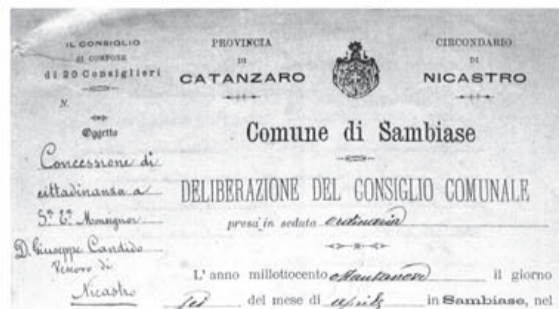 IL CONSIGLIO
SI COMPONE
di 20 Consiglieri
N.
Oggetto
Concessione di
cittadinanza a
S. E. Monsignor
D. Giuseppe Candido
Vescovo di
Nicastro
PROVINCIA
DI
CATANZARO
CIRCONDARIO
DI
NICASTRO
Comune di Sambiase
DELIBERAZIONE DEL CONSIGLIO COMUNALE
presa in seduta ordinaria
L'anno millottocento ottantanove il giorno
sei del mese di aprile in Sambiase, nel